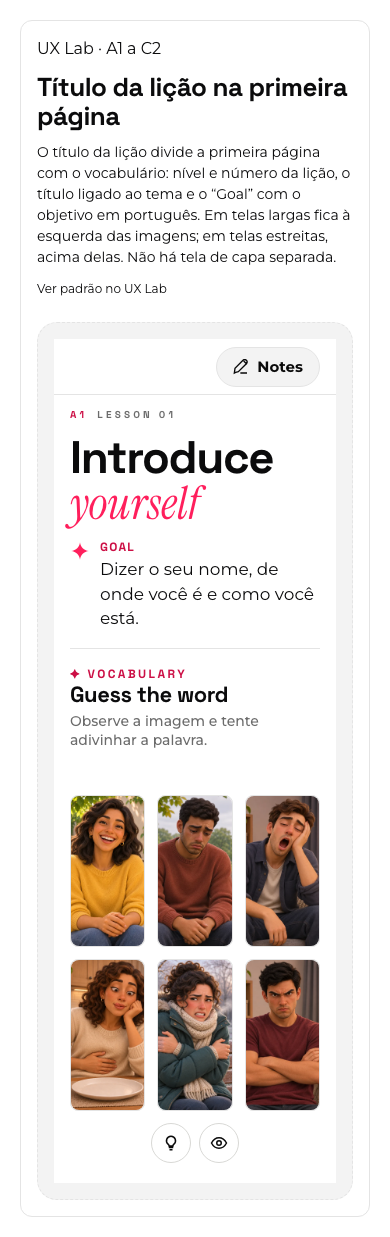 UX Lab · A1 a C2
Título da lição na primeira
página
O título da lição divide a primeira página
com o vocabulário: nível e número da lição, o
título ligado ao tema e o “Goal” com o
objetivo em português. Em telas largas fica à
esquerda das imagens; em telas estreitas,
acima delas. Não há tela de capa separada.
Ver padrão no UX Lab
Notes
A1 LESSON 01
Introduce
yourself
GOAL
Dizer o seu nome, de
onde você é e como você
está.
VOCABULARY
Guess the word
Observe a imagem e tente
adivinhar a palavra.